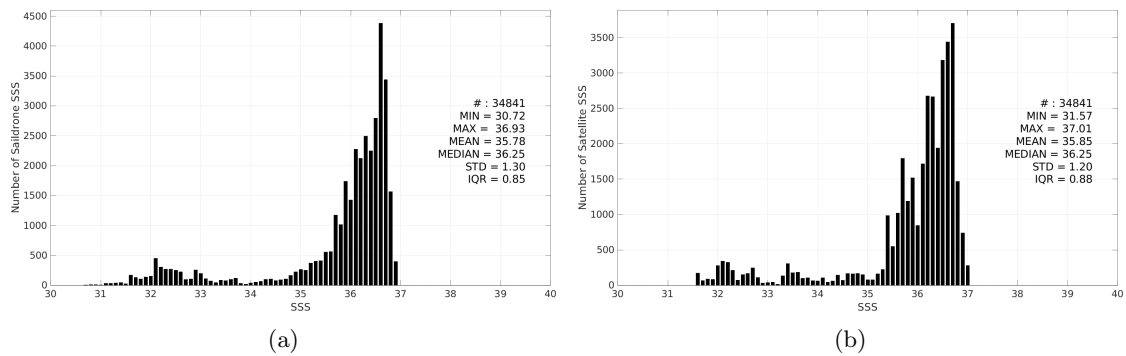 4500
4000
3500
3000
2500
2000
1500
1000
500
0
Number of Saildrone SSS
# : 34841
MIN = 30.72
MAX = 36.93
MEAN = 35.78
MEDIAN = 36.25
STD = 1.30
IQR = 0.85
30 31 32 33 34 35 36 37 38 39 40
SSS
(a)
3500
3000
2500
2000
1500
1000
500
0
Number of Satellite SSS
# : 34841
MIN = 31.57
MAX = 37.01
MEAN = 35.85
MEDIAN = 36.25
STD = 1.20
IQR = 0.88
30 31 32 33 34 35 36 37 38 39 40
SSS
(b)